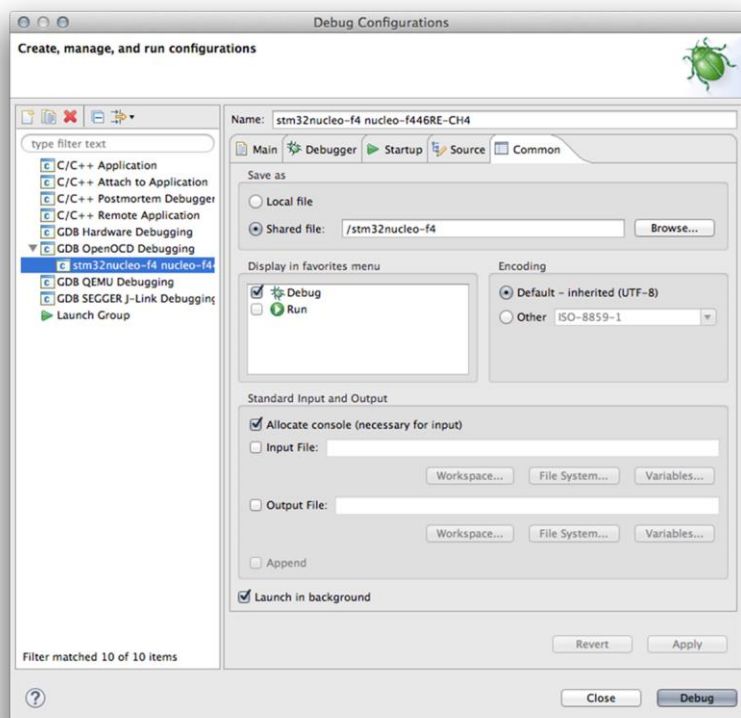 Debug Configurations
Create, manage, and run configurations
type filter text
C/C++ Application
C/C++ Attach to Application
C/C++ Postmortem Debugger
C/C++ Remote Application
GDB Hardware Debugging
GDB OpenOCD Debugging
stm32nucleo-f4 nucleo-f4
GDB QEMU Debugging
GDB SEGGER J-Link Debugging
Launch Group
Filter matched 10 of 10 items
Name: stm32nucleo-f4 nucleo-f446RE-CH4
Main Debugger Startup Source Common
Save as
Local file
Shared file: /stm32nucleo-f4 Browse...
Display in favorites menu
Debug
Run
Encoding
Default - inherited (UTF-8)
Other ISO-8859-1
Standard Input and Output
Allocate console (necessary for input)
Input File:
Workspace... File System... Variables...
Output File:
Workspace... File System... Variables...
Append
Launch in background
Revert Apply
? Close Debug